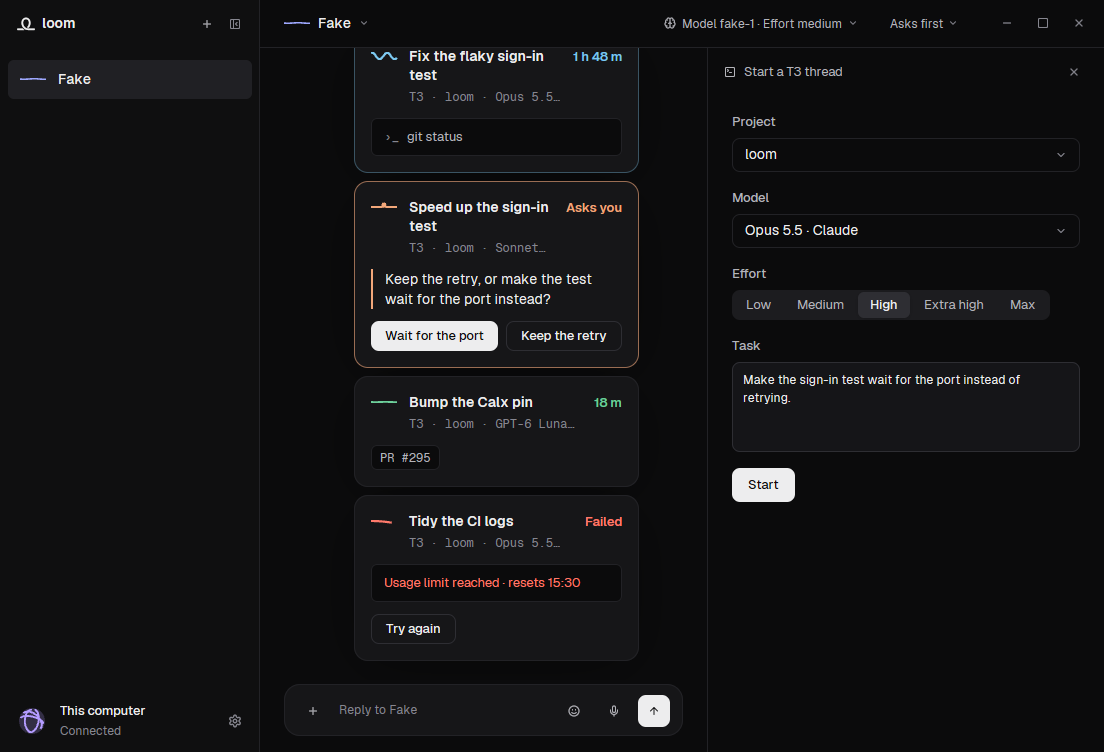 loom
Fake
This computer
Connected
Fake
Model fake-1 · Effort medium
Asks first
Fix the flaky sign-in test
1 h 48 m
T3 · loom · Opus 5.5…
›_ git status
Speed up the sign-in test
Asks you
T3 · loom · Sonnet…
Keep the retry, or make the test
wait for the port instead?
Wait for the port
Keep the retry
Bump the Calx pin
18 m
T3 · loom · GPT-6 Luna…
PR #295
Tidy the CI logs
Failed
T3 · loom · Opus 5.5…
Usage limit reached · resets 15:30
Try again
Reply to Fake
Start a T3 thread
Project
loom
Model
Opus 5.5 · Claude
Effort
Low
Medium
High
Extra high
Max
Task
Make the sign-in test wait for the port instead of
retrying.
Start